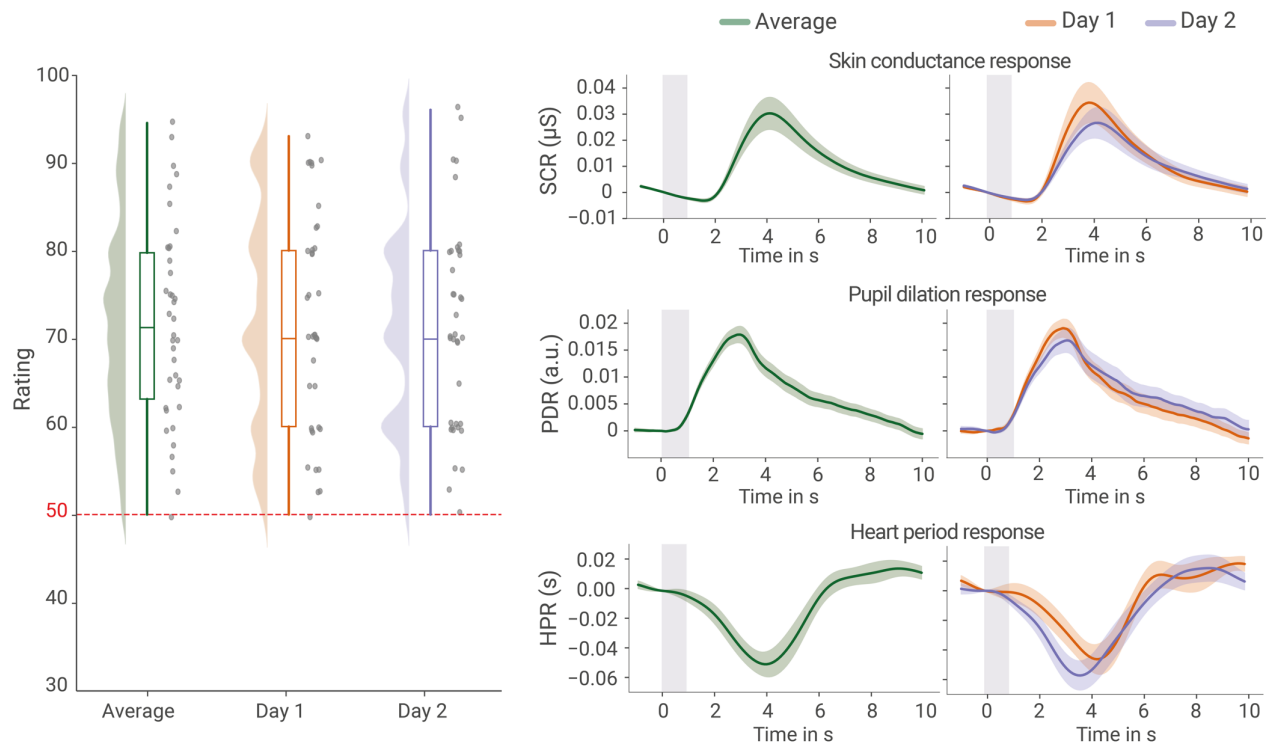 Average
Day 1
Day 2
Rating
100
90
80
70
60
50
40
30
Average
Day 1
Day 2
Skin conductance response
SCR (µS)
0.04
0.03
0.02
0.01
0
−0.01
0 2 4 6 8 10
Time in s
0 2 4 6 8 10
Time in s
Pupil dilation response
PDR (a.u.)
0.02
0.015
0.01
0.005
0
0 2 4 6 8 10
Time in s
0 2 4 6 8 10
Time in s
Heart period response
HPR (s)
0.02
0.00
−0.02
−0.04
−0.06
0 2 4 6 8 10
Time in s
0 2 4 6 8 10
Time in s